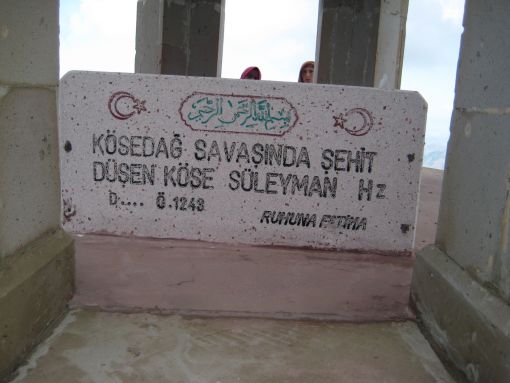 بسم الله الرحمن الرحيم
KÖSEDAĞ SAVAŞINDA ŞEHİT
DÜŞEN KÖSE SÜLEYMAN Hz
D.... Ö.1243
RUHUNA FATİHA